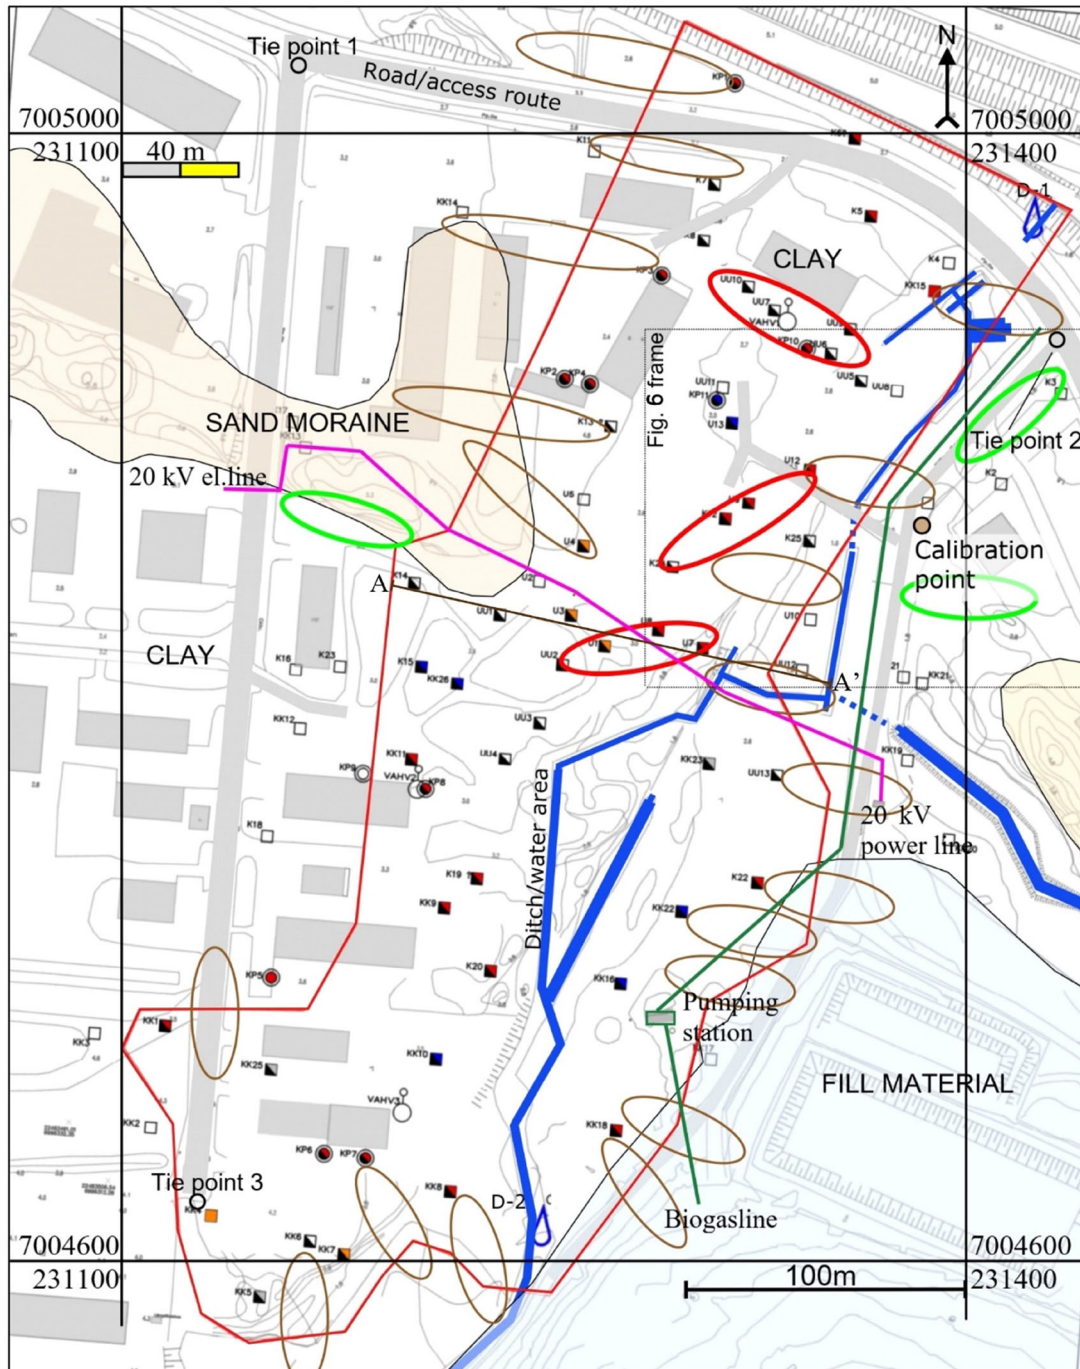 Tie point 1
N
Road/access route
KP1
7005000
7005000
231100
K11
231400
40 m
K7
D-1
KK14
K5
CLAY
K4
KP3
UU10
KK15
UU7
KP10
Fig. 6 frame
KP2
KP4
UU11
UU5
KP11
K3
SAND MORAINE
K13
U13
Tie point 2
KK13
U12
20 kV el.line
K2
U5
U4
K25
Calibration
point
A
K14
U2
UU1
U3
U10
CLAY
U1
U7
K16
K23
UU2
K15
UU12
KK26
A'
21
KK21
KK12
UU3
KK11
UU4
KK23
KK19
KP9
VAHV2
KP8
UU13
K18
20 kV
power line
Ditch/water area
K19
K22
KK9
KK22
K20
KP5
KK16
Pumping
station
KK1
KK3
KK10
KK25
FILL MATERIAL
VAHV3
KK2
KK18
KP6
KP7
Tie point 3
KK8
D-2
Biogasline
KK6
KK7
7004600
7004600
231100
100m
231400
KK5